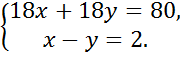 18x + 18y = 80,
x − y = 2.